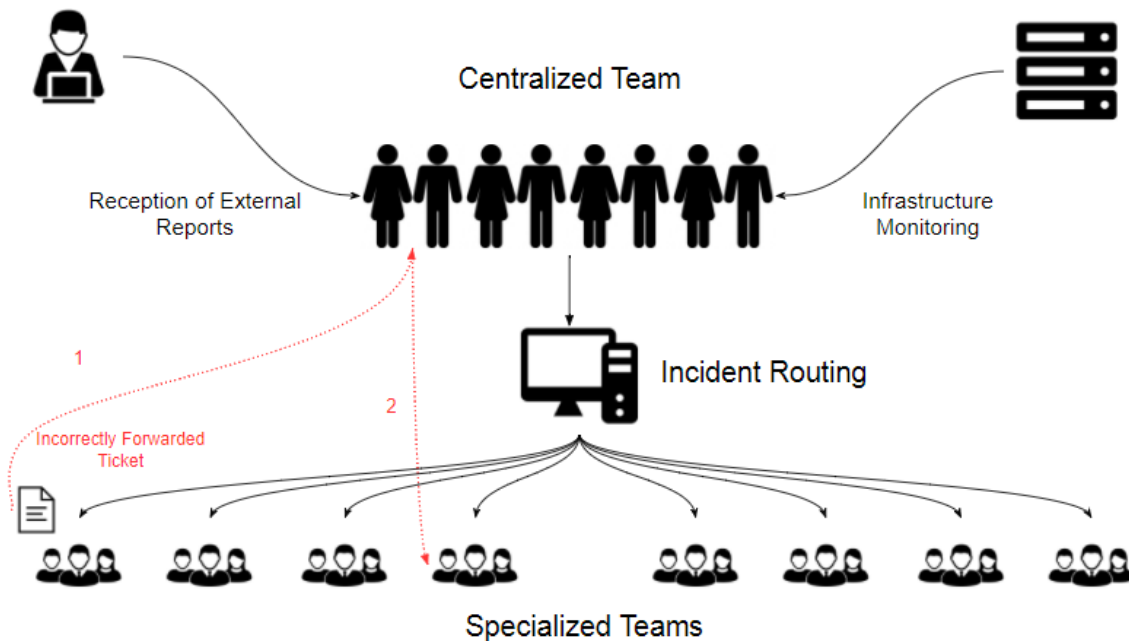 Centralized Team
Reception of External
Reports
Infrastructure
Monitoring
1
Incident Routing
2
Incorrectly Forwarded
Ticket
Specialized Teams